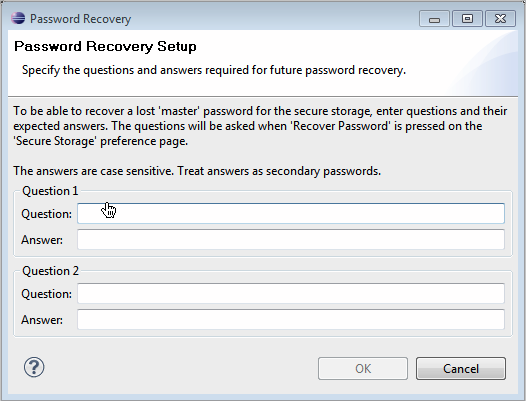 Password Recovery
Password Recovery Setup
Specify the questions and answers required for future password recovery.
To be able to recover a lost 'master' password for the secure storage, enter questions and their
expected answers. The questions will be asked when 'Recover Password' is pressed on the
'Secure Storage' preference page.
The answers are case sensitive. Treat answers as secondary passwords.
Question 1
Question:
Answer:
Question 2
Question:
Answer:
?
OK
Cancel